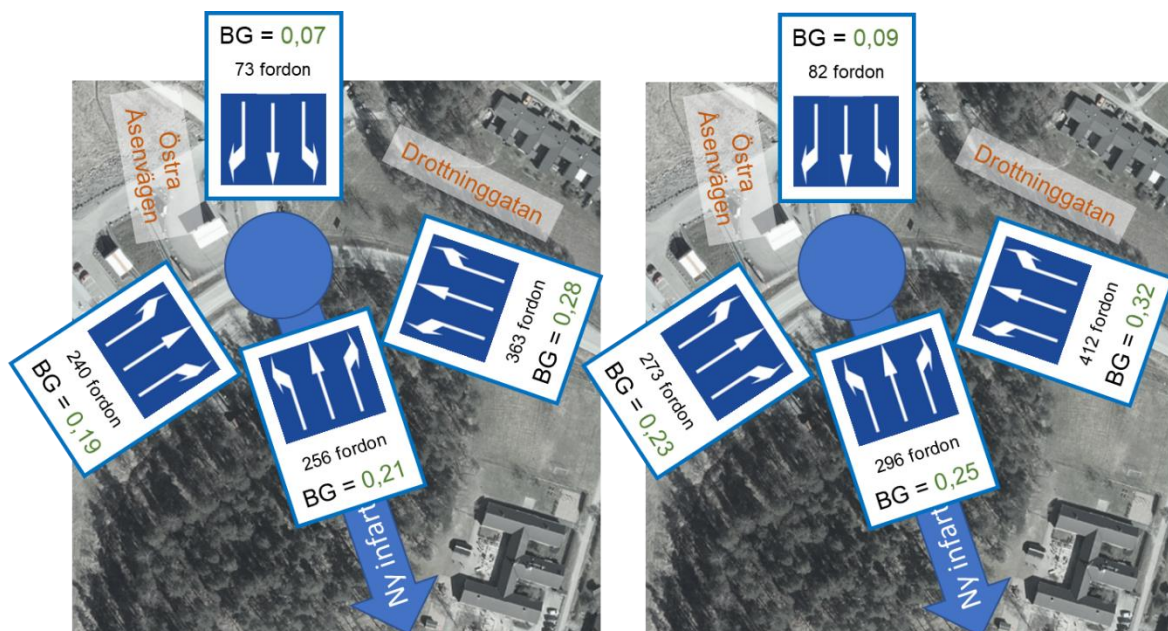 BG = 0,07
73 fordon
Östra
Åsenvägen
Drottninggatan
240 fordon
BG = 0,19
256 fordon
BG = 0,21
363 fordon
BG = 0,28
Ny infart
BG = 0,09
82 fordon
Östra
Åsenvägen
Drottninggatan
273 fordon
BG = 0,23
296 fordon
BG = 0,25
412 fordon
BG = 0,32
Ny infart